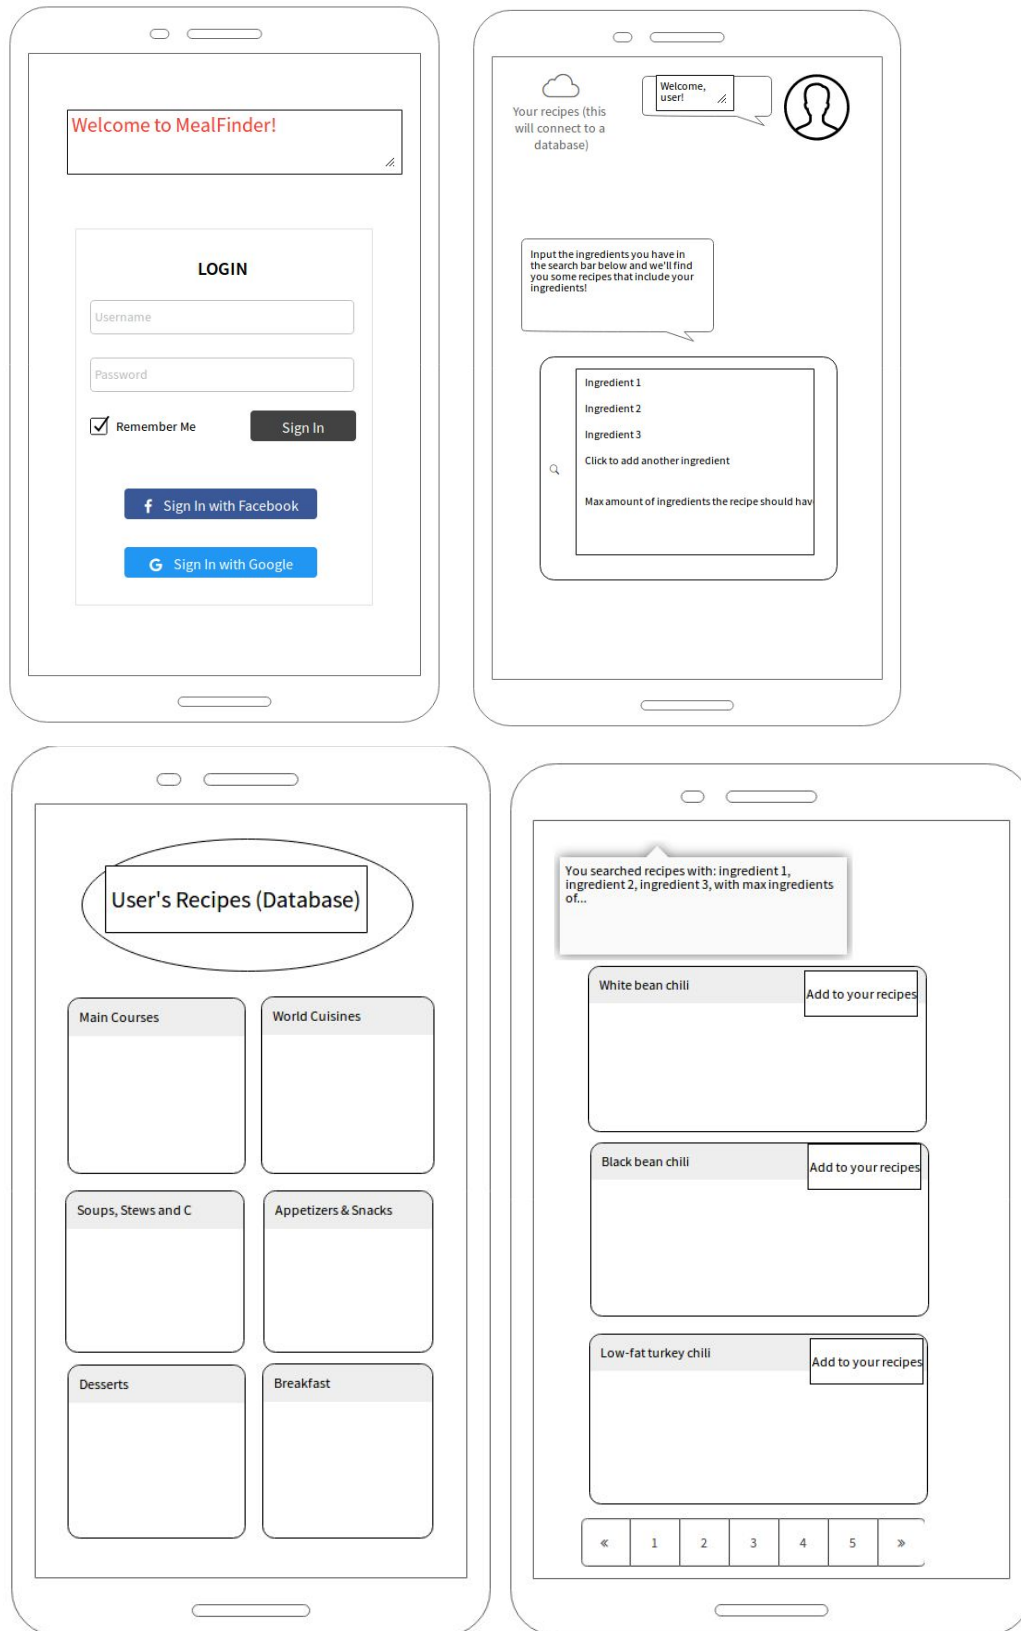 Welcome to MealFinder!
LOGIN
Username
Password
Remember Me
Sign In
Sign In with Facebook
Sign In with Google
Your recipes (this
will connect to a
database)
Welcome,
user!
Input the ingredients you have in
the search bar below and we'll find
you some recipes that include your
ingredients!
Ingredient 1
Ingredient 2
Ingredient 3
Click to add another ingredient
Max amount of ingredients the recipe should hav
User's Recipes (Database)
Main Courses
World Cuisines
Soups, Stews and C
Appetizers & Snacks
Desserts
Breakfast
You searched recipes with: ingredient 1,
ingredient 2, ingredient 3, with max ingredients
of...
White bean chili
Add to your recipes
Black bean chili
Add to your recipes
Low-fat turkey chili
Add to your recipes
« 1 2 3 4 5 »